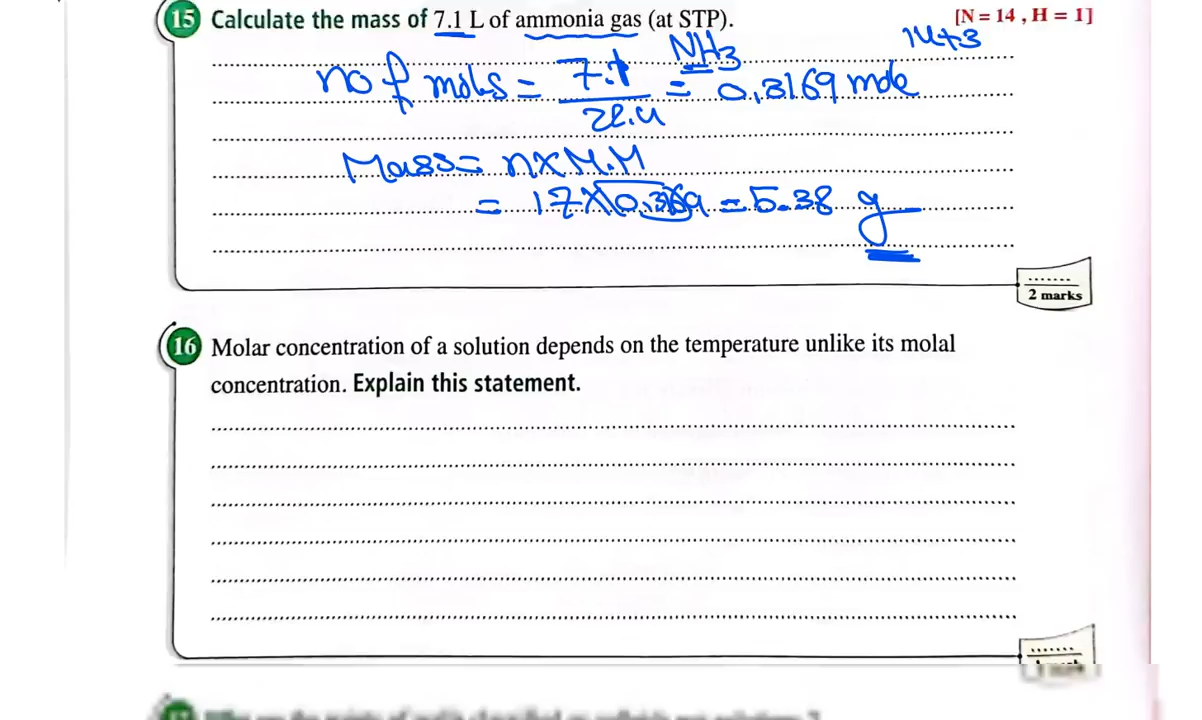 15 Calculate the mass of 7.1 L of ammonia gas (at STP). [N = 14 , H = 1]
NH3 14+3
no of mols = 7.1 / 22.4 = 0.3169 mole
Mass = n×M.M
= 17×0.3169 = 5.38 g
2 marks
16 Molar concentration of a solution depends on the temperature unlike its molal
concentration. Explain this statement.